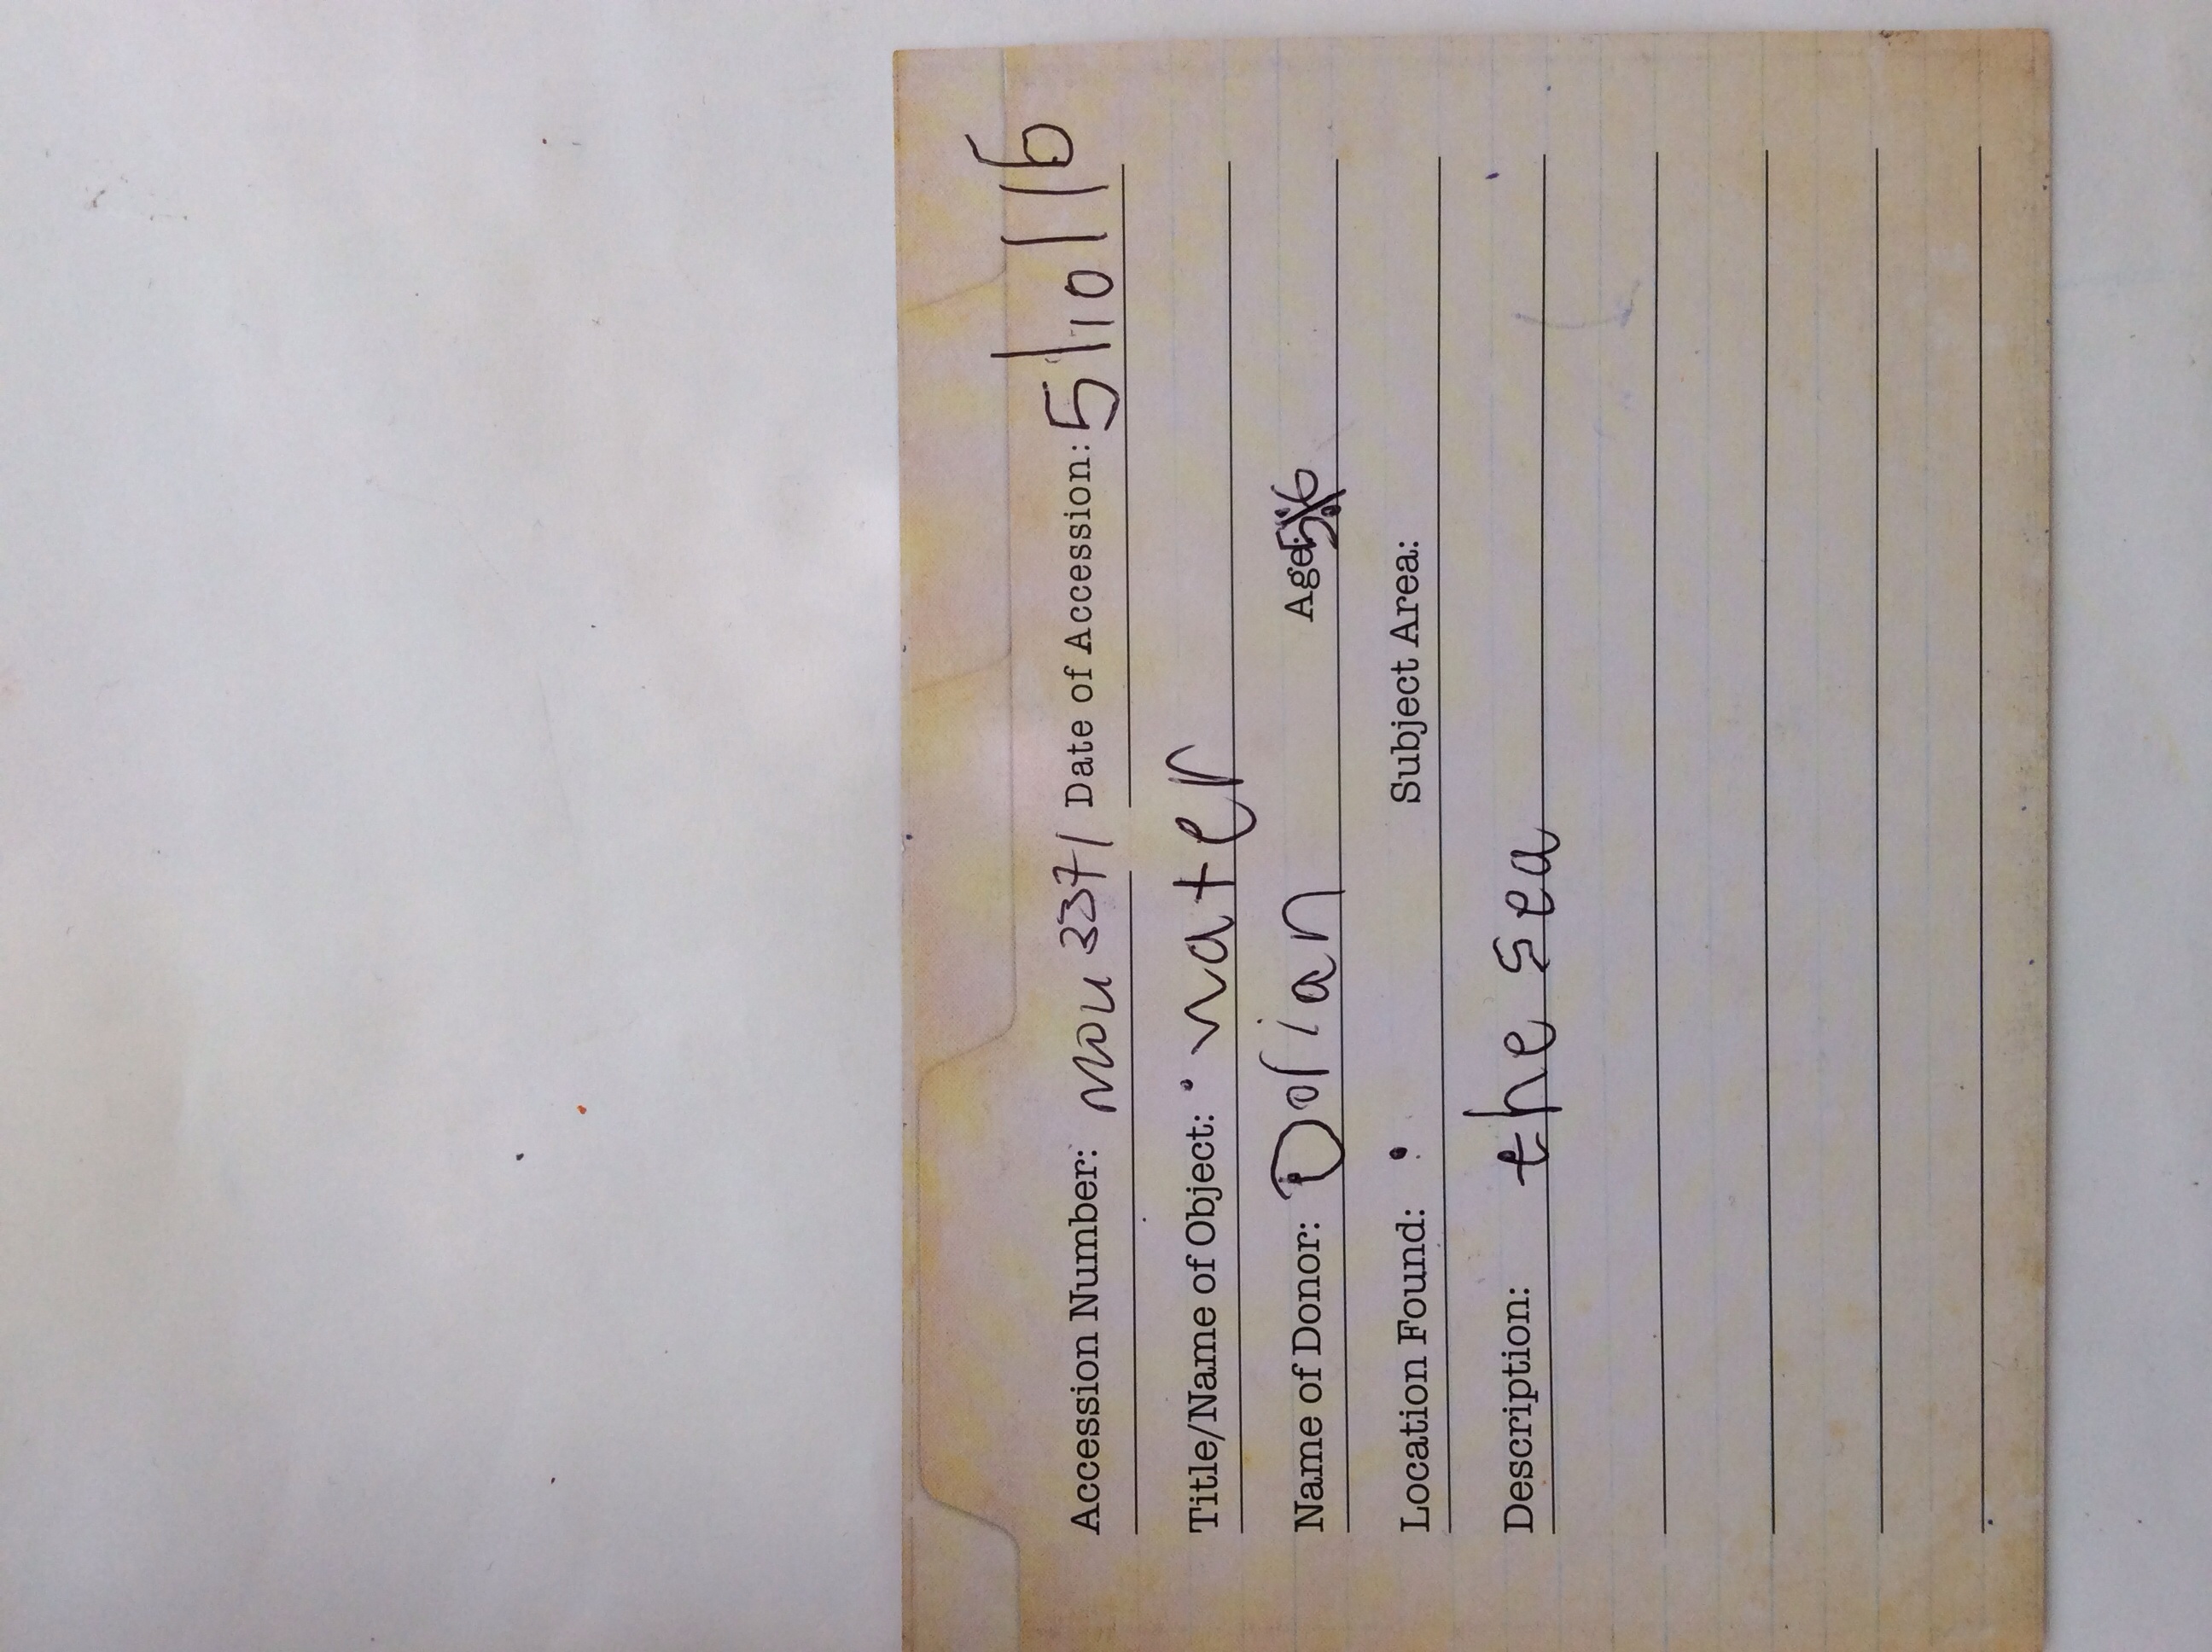 Accession Number: MOU 3371 Date of Accession: 5/10/16
Title/Name of Object: water
Name of Donor: Dorian Age: 6
Location Found: Subject Area:
Description: the sea